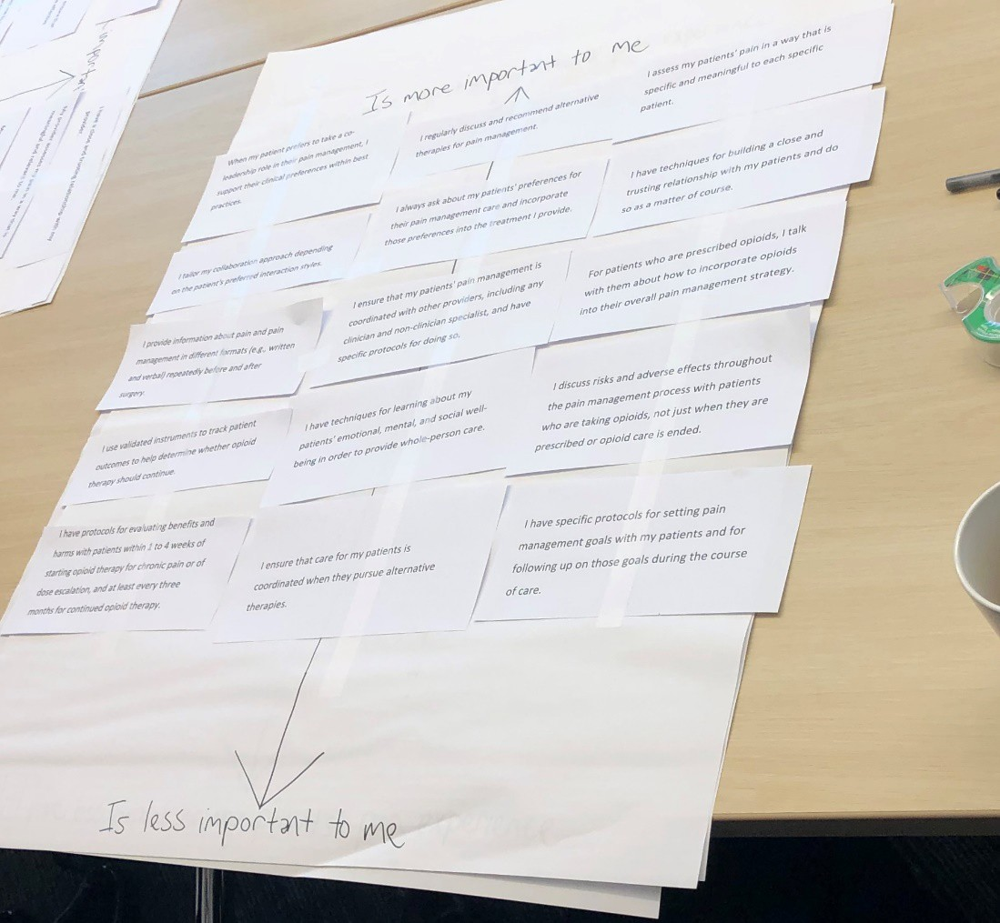 Is more important to me
I assess my patients' pain in a way that is
specific and meaningful to each specific
patient.
I regularly discuss and recommend alternative
therapies for pain management.
When my patient prefers to take a co-
leadership role in their pain management, I
support their clinical preferences within best
practices.
I have techniques for building a close and
trusting relationship with my patients and do
so as a matter of course.
I always ask about my patients' preferences for
their pain management care and incorporate
those preferences into the treatment I provide.
I tailor my collaboration approach depending
on the patient's preferred interaction styles.
For patients who are prescribed opioids, I talk
with them about how to incorporate opioids
into their overall pain management strategy.
I ensure that my patients' pain management is
coordinated with other providers, including any
clinician and non-clinician specialist, and have
specific protocols for doing so.
I provide information about pain and pain
management in different formats (e.g., written
and verbal) repeatedly before and after
surgery.
I discuss risks and adverse effects throughout
the pain management process with patients
who are taking opioids, not just when they are
prescribed or opioid care is ended.
I have techniques for learning about my
patients' emotional, mental, and social well-
being in order to provide whole-person care.
I use validated instruments to track patient
outcomes to help determine whether opioid
therapy should continue.
I have specific protocols for setting pain
management goals with my patients and for
following up on those goals during the course
of care.
I ensure that care for my patients is
coordinated when they pursue alternative
therapies.
I have protocols for evaluating benefits and
harms with patients within 1 to 4 weeks of
starting opioid therapy for chronic pain or of
dose escalation, and at least every three
months for continued opioid therapy.
Is less important to me